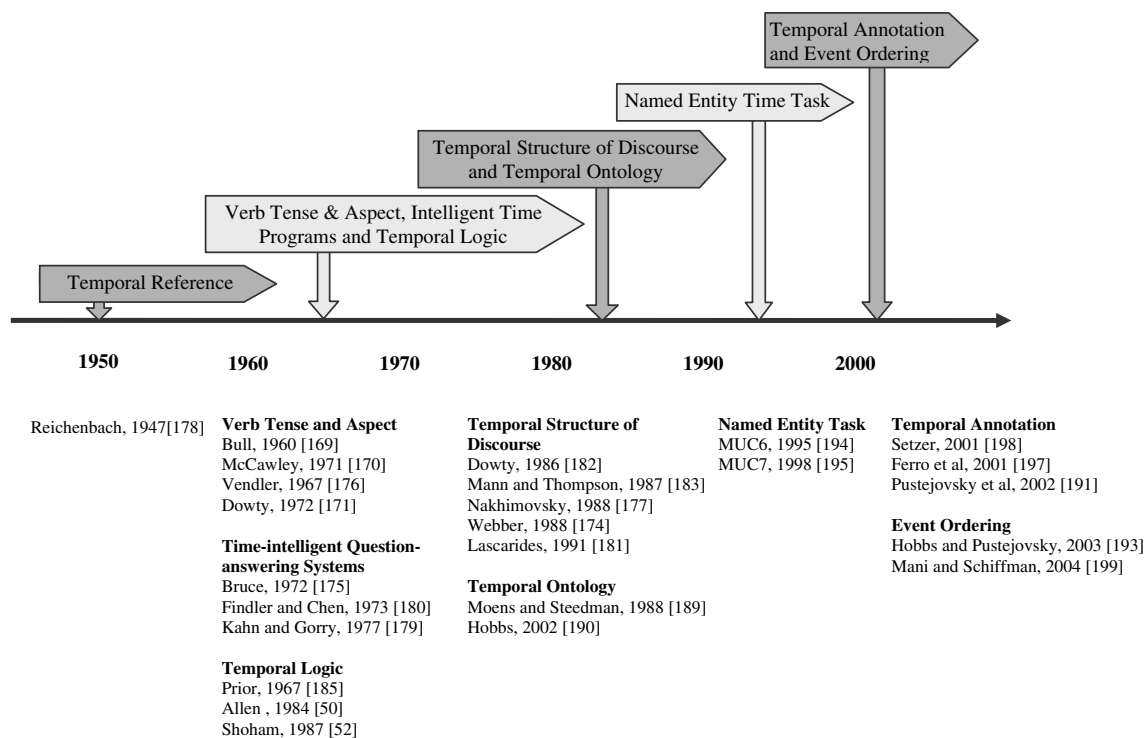 Temporal Annotation
and Event Ordering
Named Entity Time Task
Temporal Structure of Discourse
and Temporal Ontology
Verb Tense & Aspect, Intelligent Time
Programs and Temporal Logic
Temporal Reference
1950
1960
1970
1980
1990
2000
Reichenbach, 1947[178]
Verb Tense and Aspect
Bull, 1960 [169]
McCawley, 1971 [170]
Vendler, 1967 [176]
Dowty, 1972 [171]
Time-intelligent Question-
answering Systems
Bruce, 1972 [175]
Findler and Chen, 1973 [180]
Kahn and Gorry, 1977 [179]
Temporal Logic
Prior, 1967 [185]
Allen , 1984 [50]
Shoham, 1987 [52]
Temporal Structure of
Discourse
Dowty, 1986 [182]
Mann and Thompson, 1987 [183]
Nakhimovsky, 1988 [177]
Webber, 1988 [174]
Lascarides, 1991 [181]
Temporal Ontology
Moens and Steedman, 1988 [189]
Hobbs, 2002 [190]
Named Entity Task
MUC6, 1995 [194]
MUC7, 1998 [195]
Temporal Annotation
Setzer, 2001 [198]
Ferro et al, 2001 [197]
Pustejovsky et al, 2002 [191]
Event Ordering
Hobbs and Pustejovsky, 2003 [193]
Mani and Schiffman, 2004 [199]